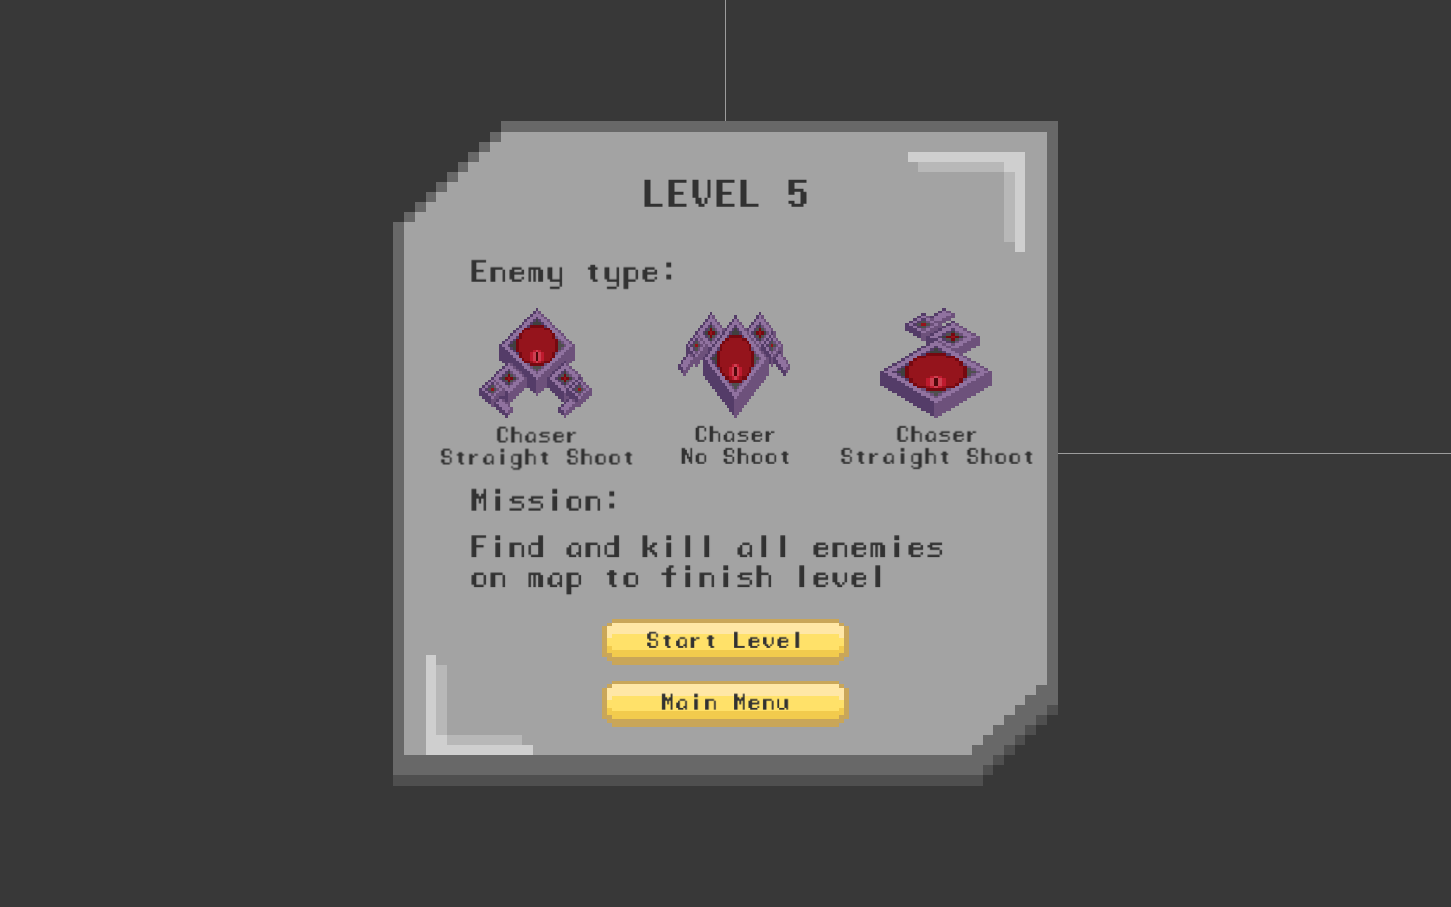 LEVEL 5
Enemy type:
Chaser
Straight Shoot
Chaser
No Shoot
Chaser
Straight Shoot
Mission:
Find and kill all enemies
on map to finish level
Start Level
Main Menu